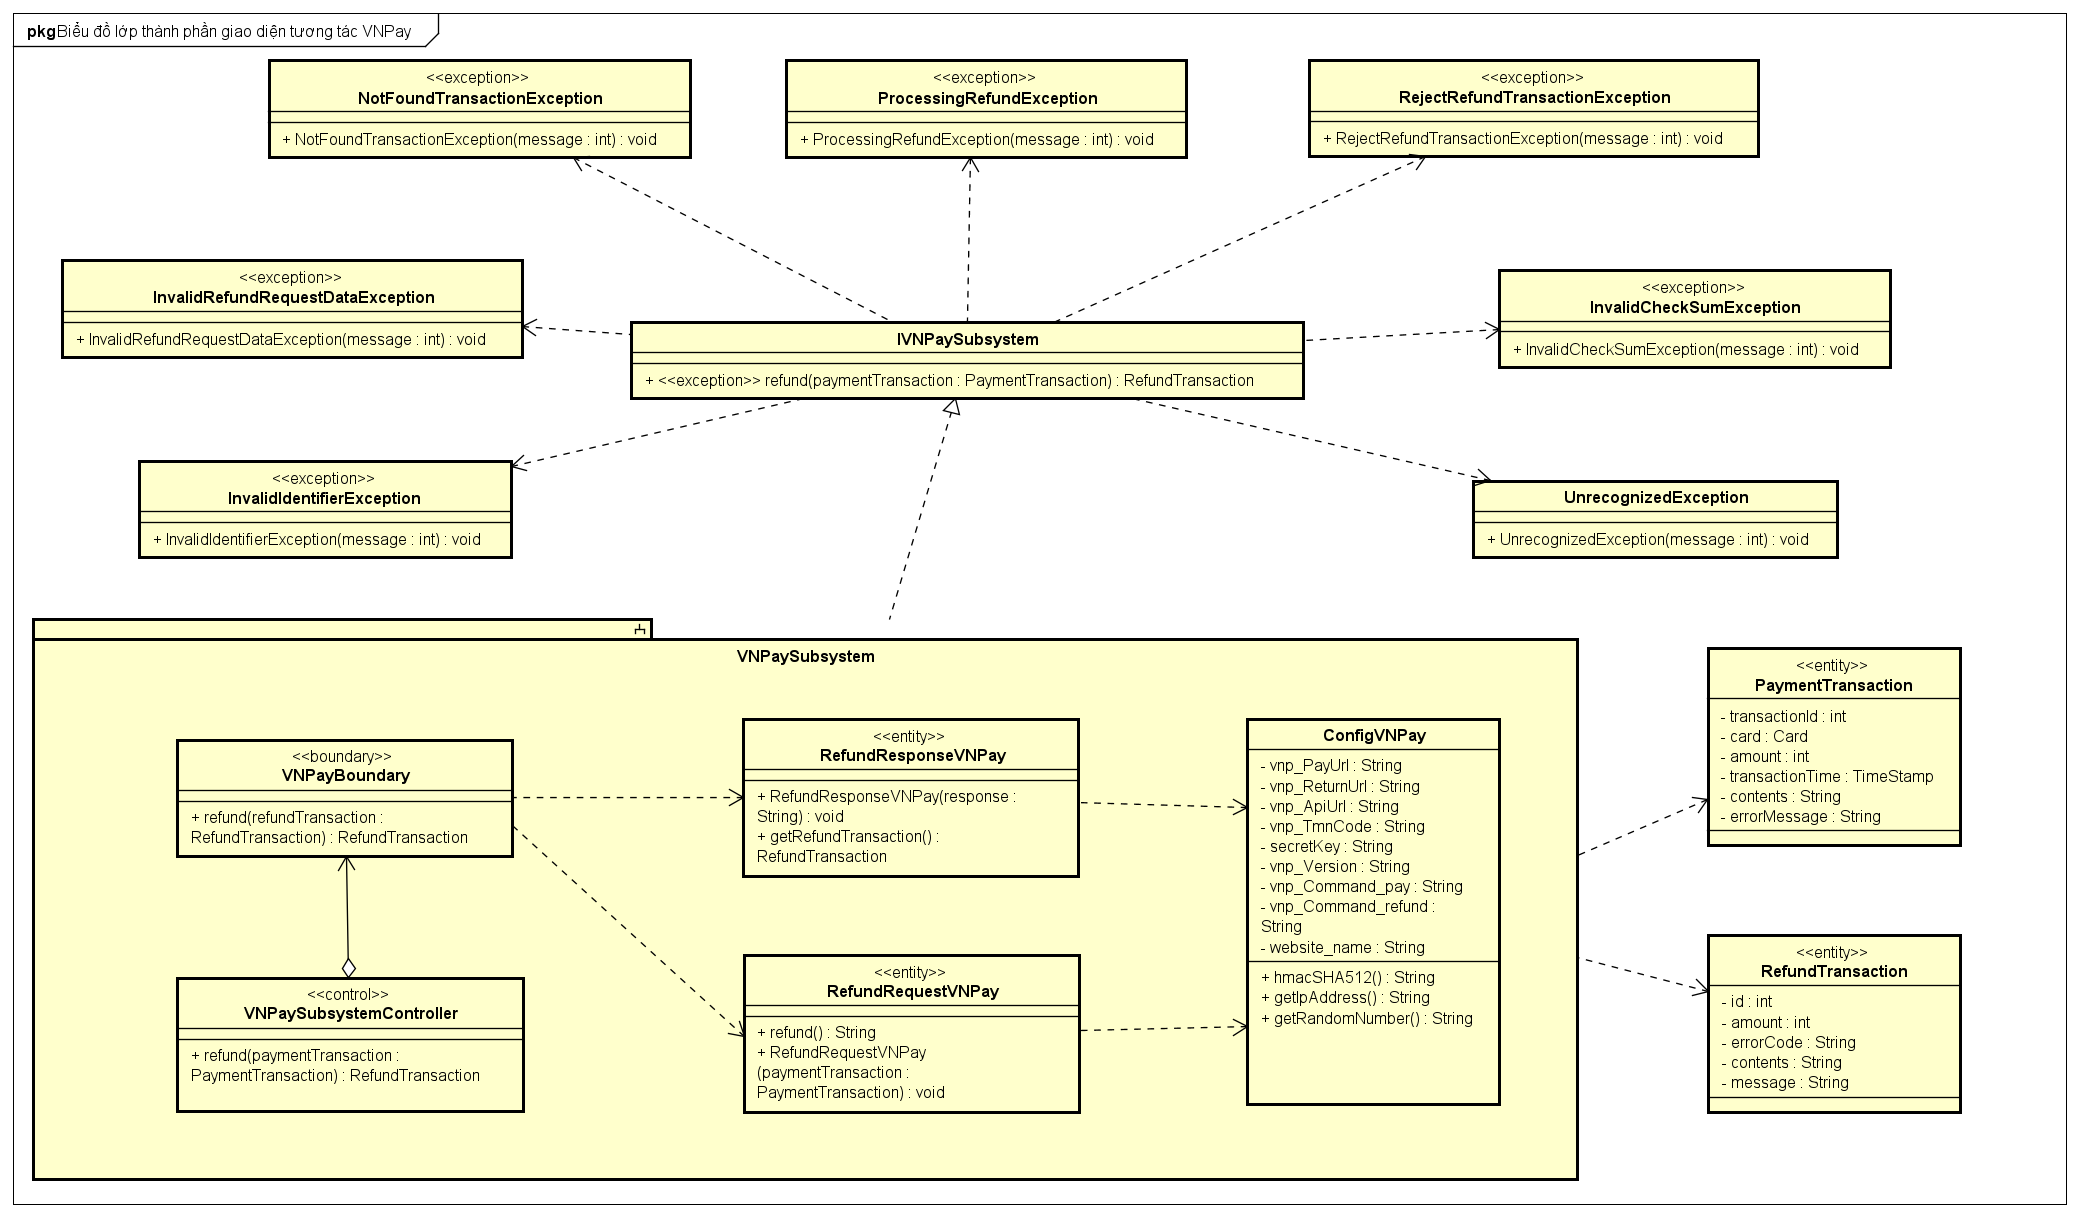 pkg Biểu đồ lớp thành phần giao diện tương tác VNPay
<<exception>>
NotFoundTransactionException
+ NotFoundTransactionException(message : int) : void
<<exception>>
ProcessingRefundException
+ ProcessingRefundException(message : int) : void
<<exception>>
RejectRefundTransactionException
+ RejectRefundTransactionException(message : int) : void
<<exception>>
InvalidRefundRequestDataException
+ InvalidRefundRequestDataException(message : int) : void
IVNPaySubsystem
+ <<exception>> refund(paymentTransaction : PaymentTransaction) : RefundTransaction
<<exception>>
InvalidCheckSumException
+ InvalidCheckSumException(message : int) : void
<<exception>>
InvalidIdentifierException
+ InvalidIdentifierException(message : int) : void
UnrecognizedException
+ UnrecognizedException(message : int) : void
VNPaySubsystem
<<boundary>>
VNPayBoundary
+ refund(refundTransaction :
RefundTransaction) : RefundTransaction
<<control>>
VNPaySubsystemController
+ refund(paymentTransaction :
PaymentTransaction) : RefundTransaction
<<entity>>
RefundResponseVNPay
+ RefundResponseVNPay(response :
String) : void
+ getRefundTransaction() :
RefundTransaction
<<entity>>
RefundRequestVNPay
+ refund() : String
+ RefundRequestVNPay
(paymentTransaction :
PaymentTransaction) : void
ConfigVNPay
- vnp_PayUrl : String
- vnp_ReturnUrl : String
- vnp_ApiUrl : String
- vnp_TmnCode : String
- secretKey : String
- vnp_Version : String
- vnp_Command_pay : String
- vnp_Command_refund :
String
- website_name : String
+ hmacSHA512() : String
+ getIpAddress() : String
+ getRandomNumber() : String
<<entity>>
PaymentTransaction
- transactionId : int
- card : Card
- amount : int
- transactionTime : TimeStamp
- contents : String
- errorMessage : String
<<entity>>
RefundTransaction
- id : int
- amount : int
- errorCode : String
- contents : String
- message : String